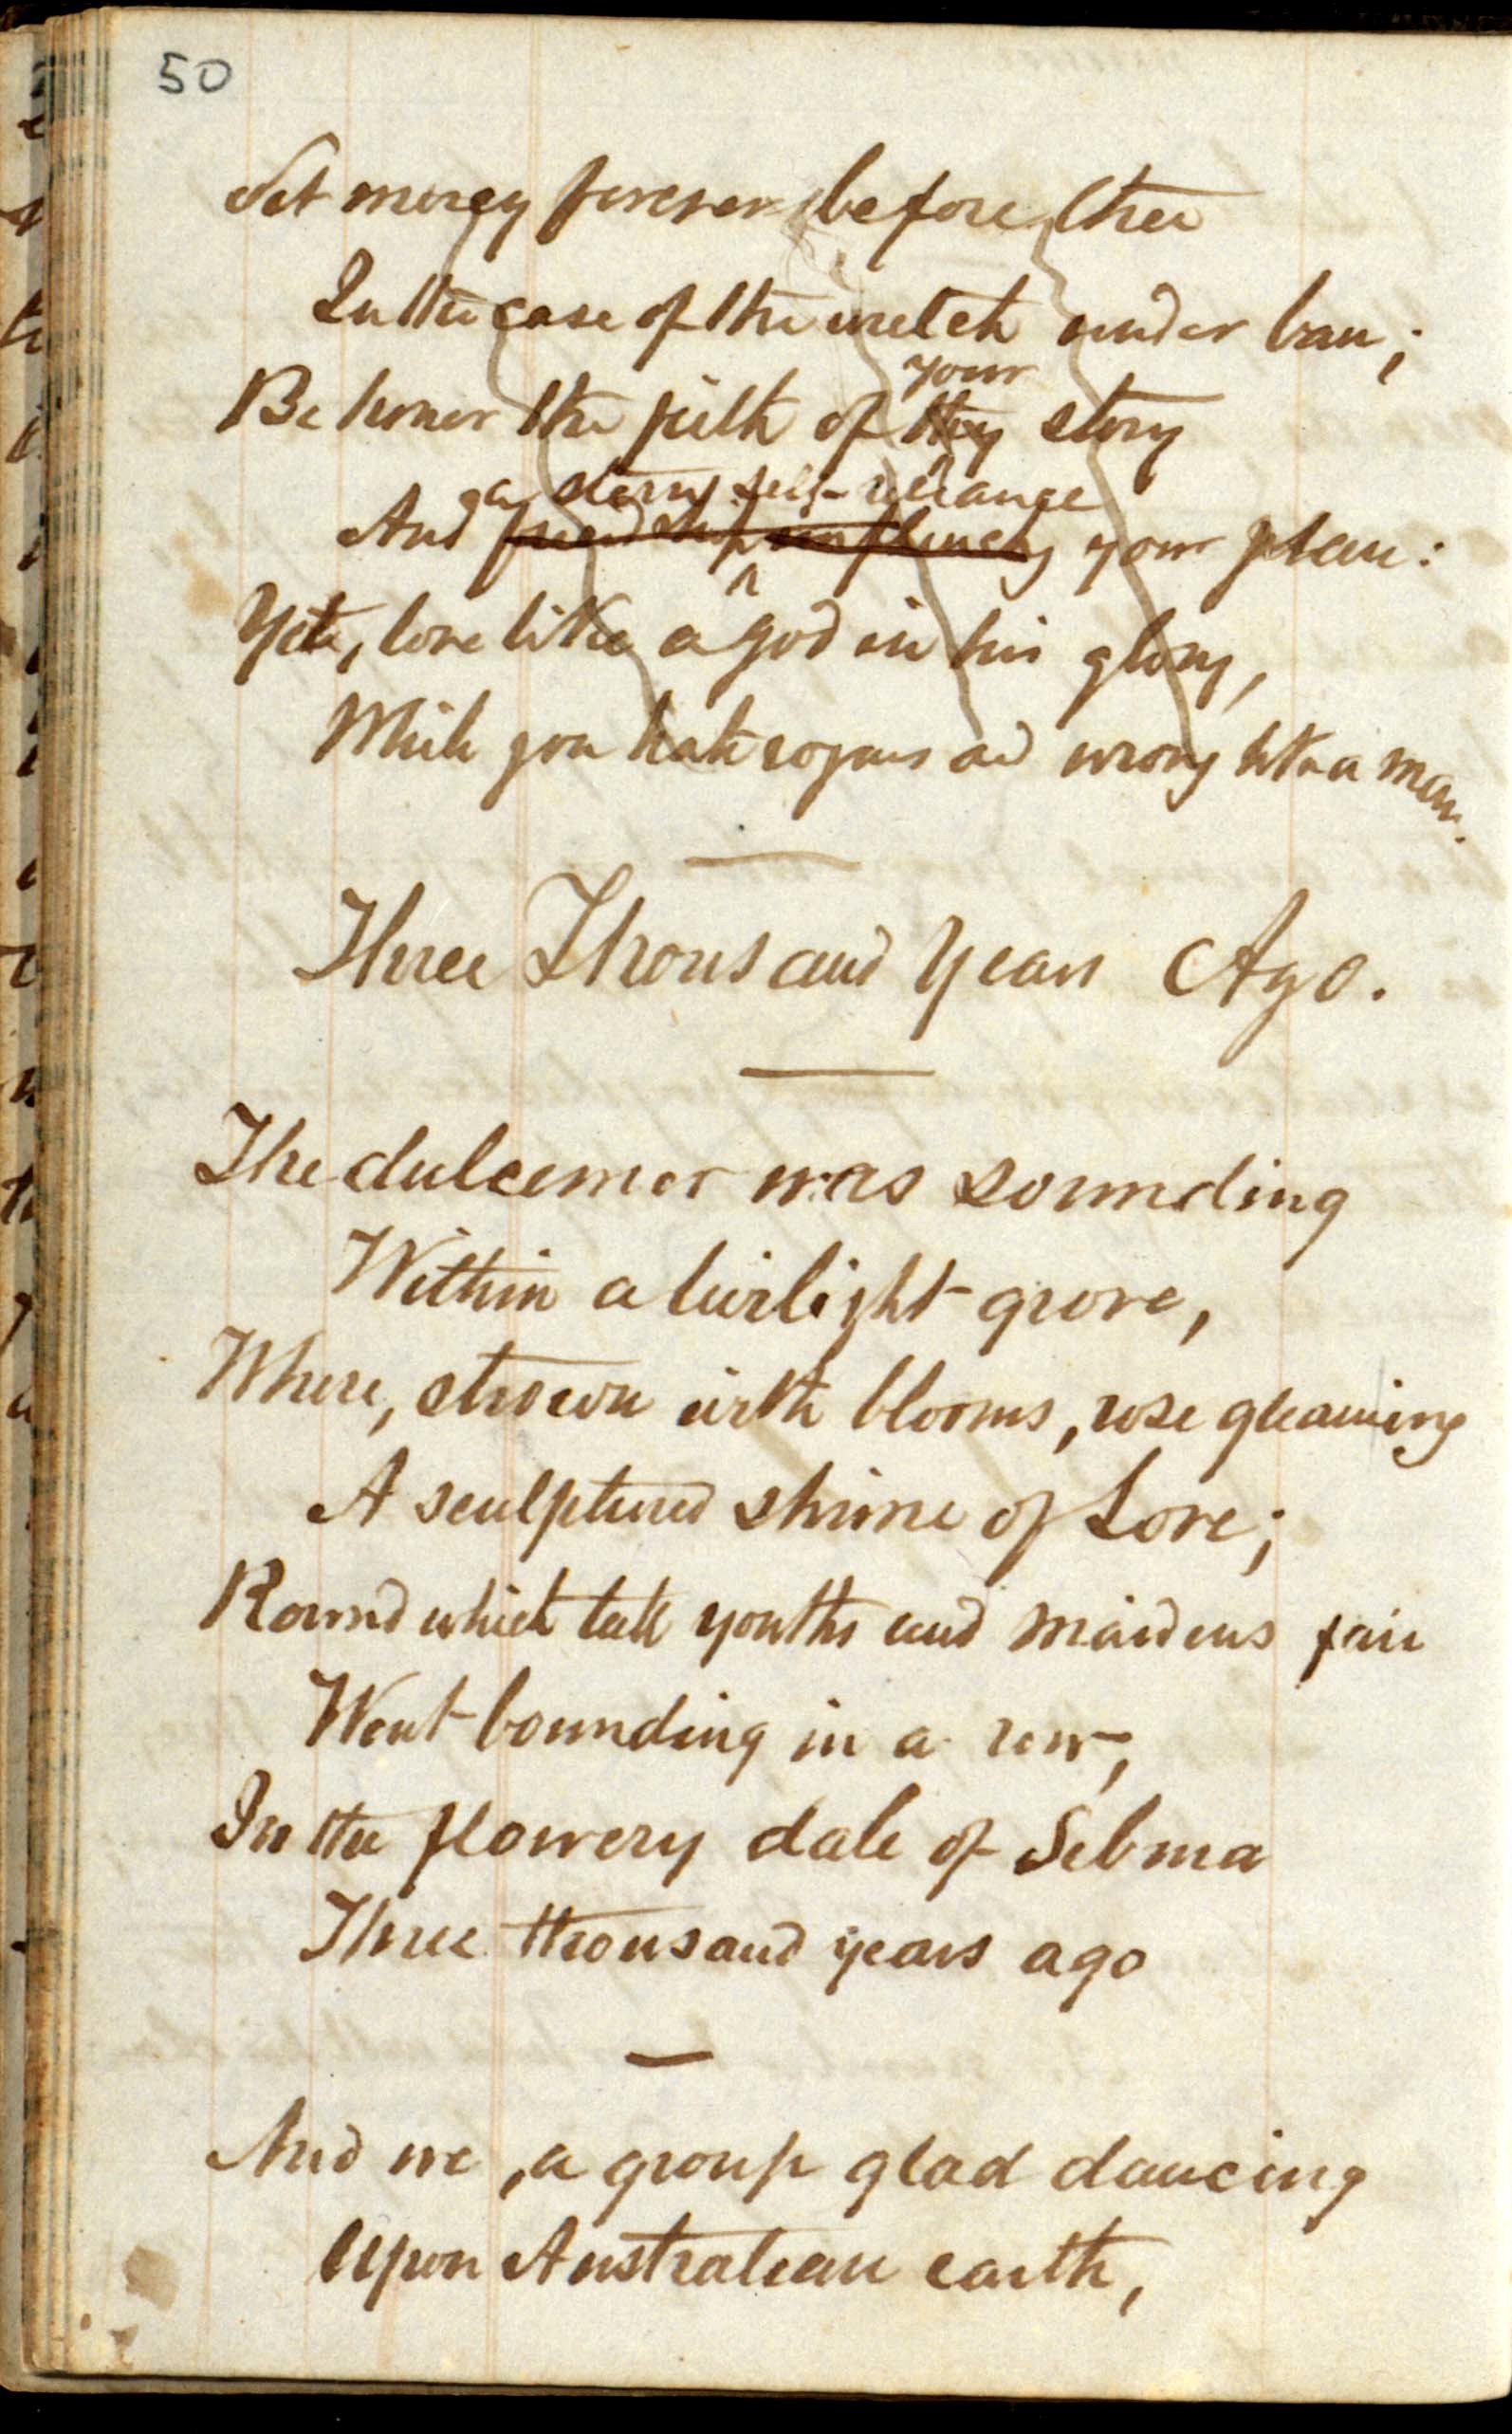 50
Set mercy forever before thee
In the case of the wretch under ban;
your
Be honor the pith of thy story
a stern self-reliance
And friendship influencing your plan:
Yet, love like a god in his glory,
While you hate rogues and wrong like a man.
Three Thousand Years Ago.
The dulcemer was sounding
Within a twilight grove,
Where, strewn with blooms, rose gleaming
A sculptured shrine of Love;
Round which tall youths and maidens fair
Went bounding in a row,
In the flowery dale of Sebma
Three thousand years ago
And we, a group glad dancing
Upon Australian earth,